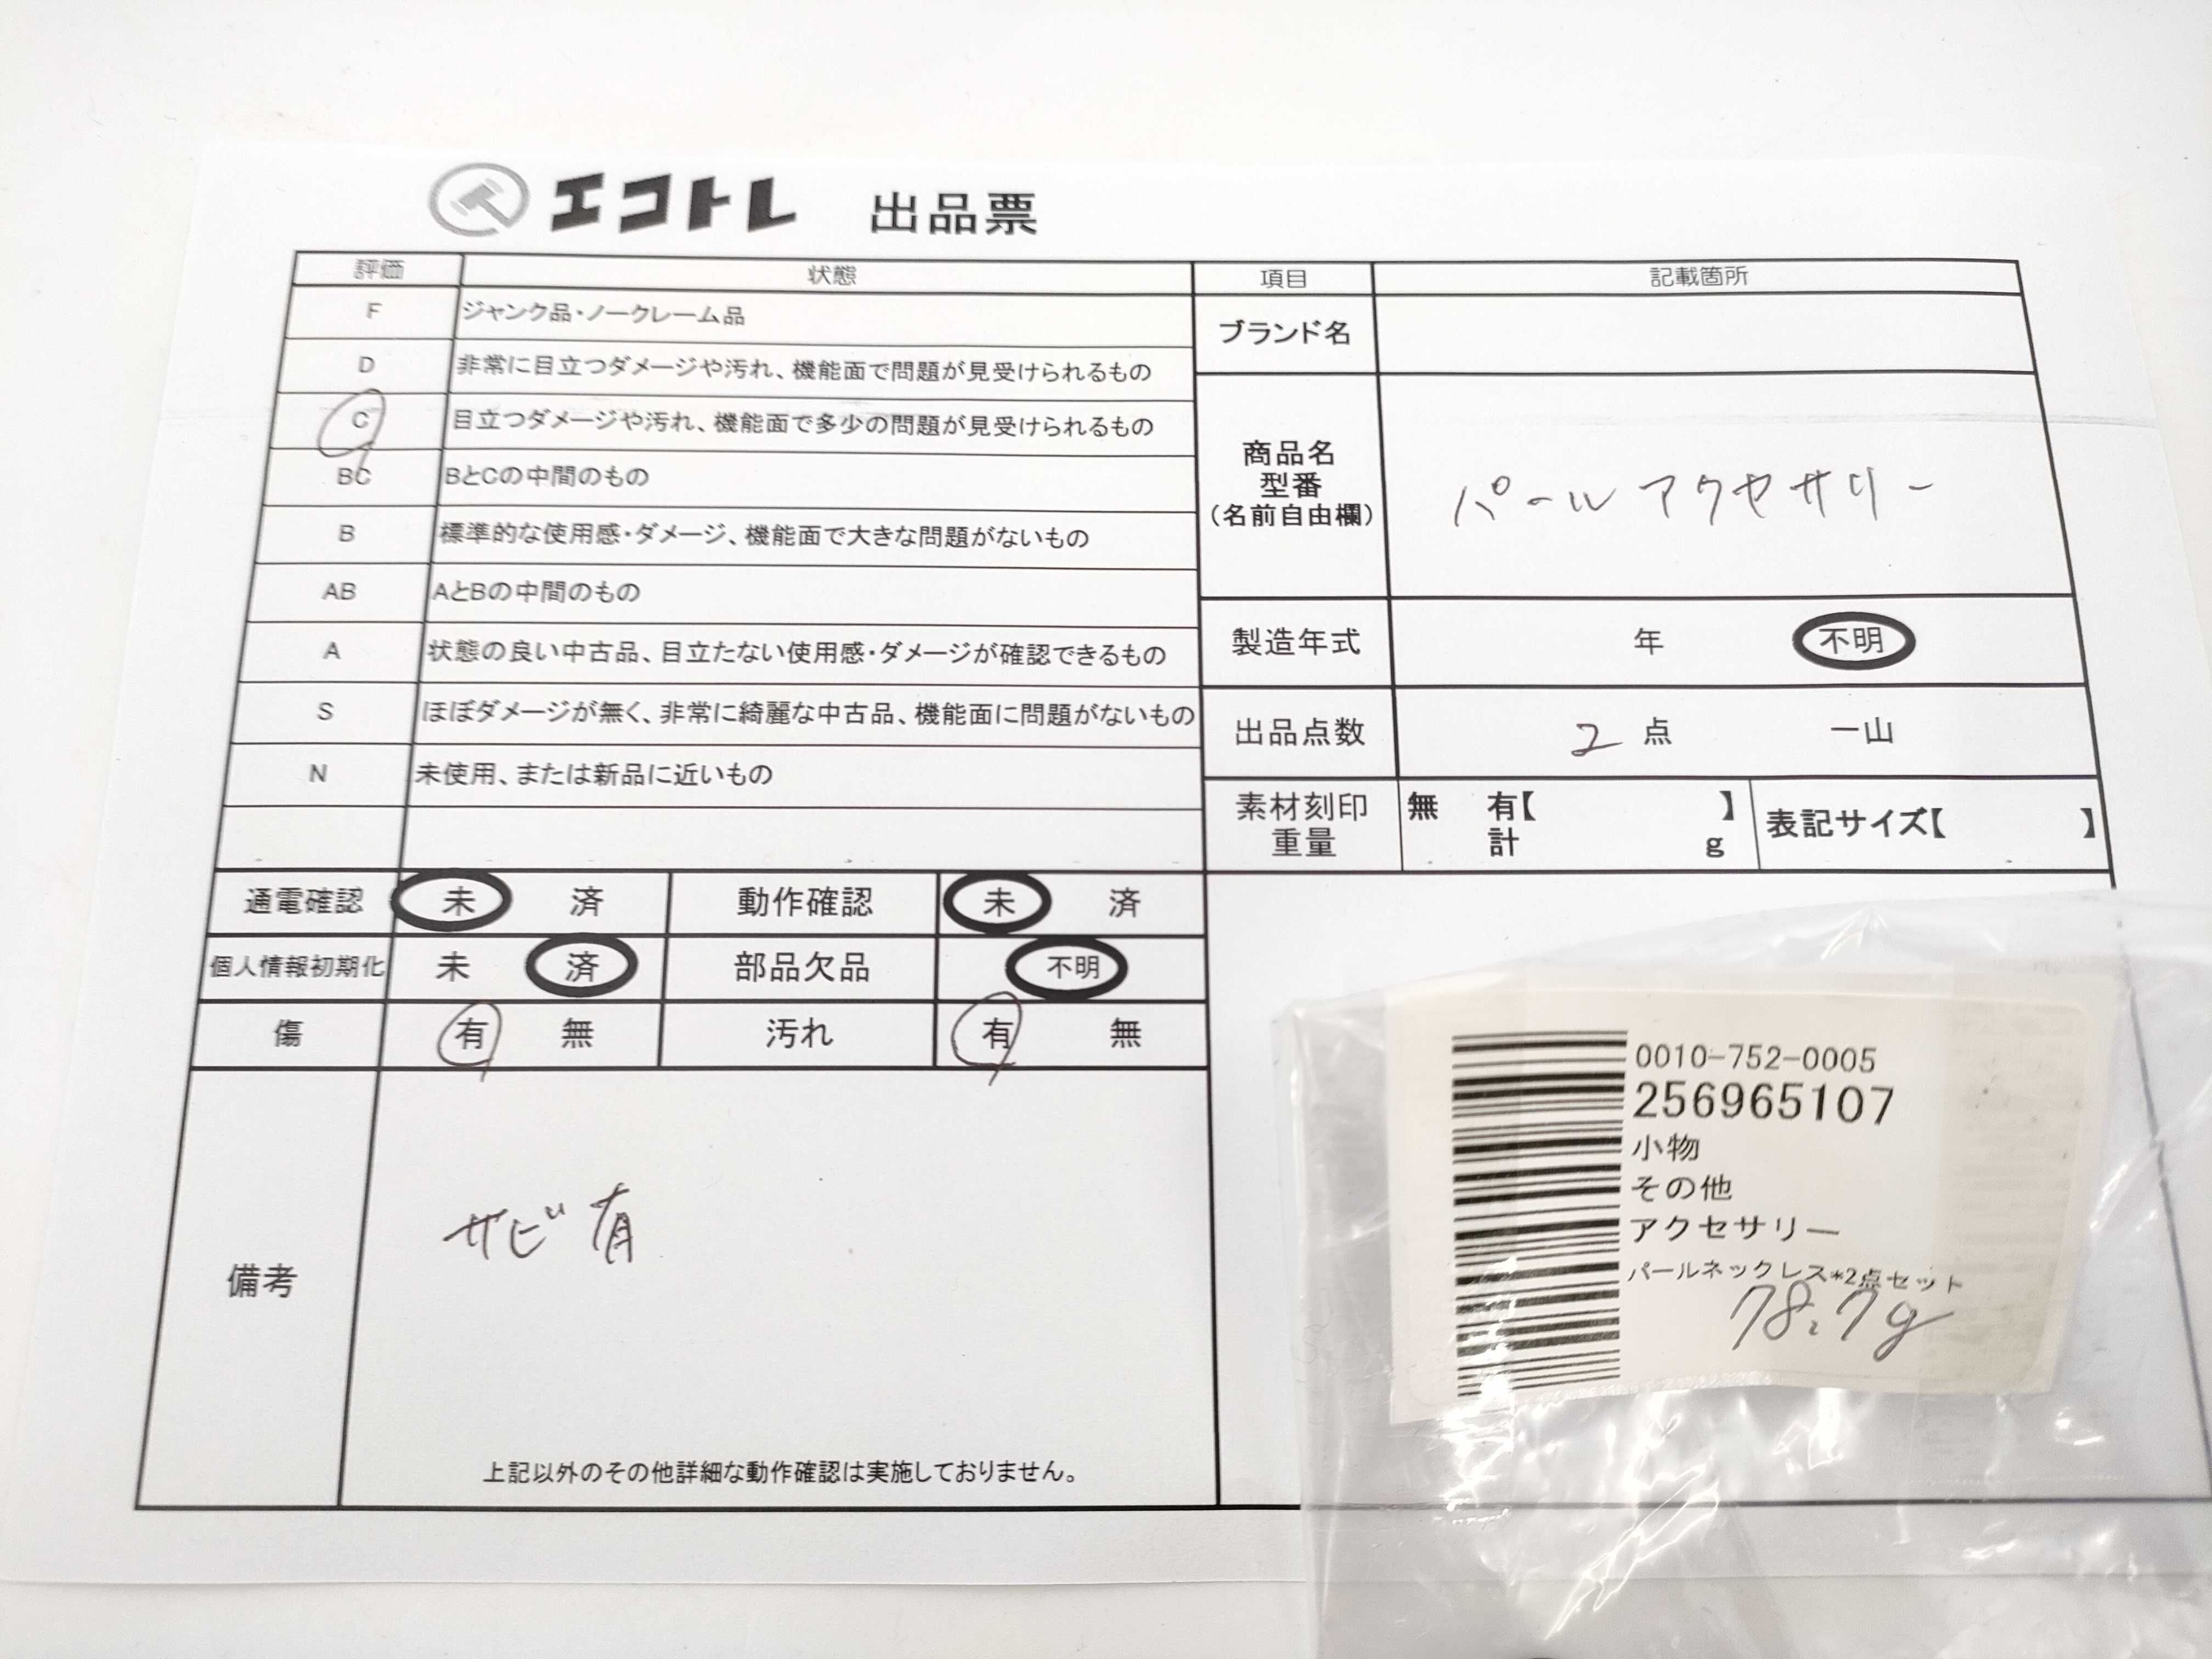 エコトレ 出品票
評価 状態 項目 記載箇所
F ジャンク品・ノークレーム品
D 非常に目立つダメージや汚れ、機能面で問題が見受けられるもの
C 目立つダメージや汚れ、機能面で多少の問題が見受けられるもの
BC BとCの中間のもの
B 標準的な使用感・ダメージ、機能面で大きな問題がないもの
AB AとBの中間のもの
A 状態の良い中古品、目立たない使用感・ダメージが確認できるもの
S ほぼダメージが無く、非常に綺麗な中古品、機能面に問題がないもの
N 未使用、または新品に近いもの
ブランド名
商品名
型番
(名前自由欄)
パールアクセサリー
製造年式 年 不明
出品点数 2 点 一山
素材刻印 無 有【 】
重量 計 g
表記サイズ【 】
通電確認 未 済 動作確認 未 済
個人情報初期化 未 済 部品欠品 不明
傷 有 無 汚れ 有 無
備考
サビ有
上記以外のその他詳細な動作確認は実施しておりません。
0010-752-0005
256965107
小物
その他
アクセサリー
パールネックレス*2点セット
78.7g